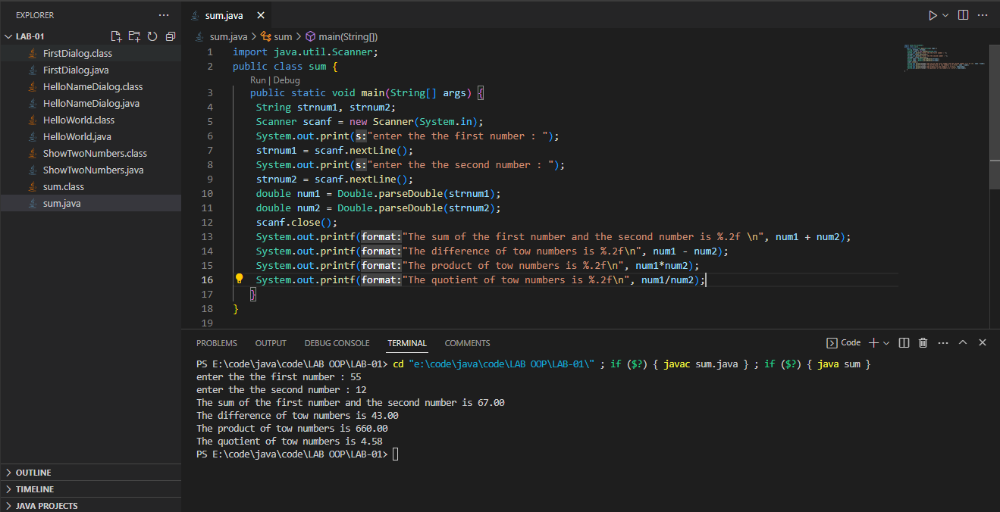 EXPLORER
LAB-01
FirstDialog.class
FirstDialog.java
HelloNameDialog.class
HelloNameDialog.java
HelloWorld.class
HelloWorld.java
ShowTwoNumbers.class
ShowTwoNumbers.java
sum.class
sum.java
OUTLINE
TIMELINE
JAVA PROJECTS
sum.java
sum.java > sum > main(String[])
1 import java.util.Scanner;
2 public class sum {
Run | Debug
3 public static void main(String[] args) {
4 String strnum1, strnum2;
5 Scanner scanf = new Scanner(System.in);
6 System.out.print(s:"enter the the first number : ");
7 strnum1 = scanf.nextLine();
8 System.out.print(s:"enter the the second number : ");
9 strnum2 = scanf.nextLine();
10 double num1 = Double.parseDouble(strnum1);
11 double num2 = Double.parseDouble(strnum2);
12 scanf.close();
13 System.out.printf(format:"The sum of the first number and the second number is %.2f \n", num1 + num2);
14 System.out.printf(format:"The difference of tow numbers is %.2f\n", num1 - num2);
15 System.out.printf(format:"The product of tow numbers is %.2f\n", num1*num2);
16 System.out.printf(format:"The quotient of tow numbers is %.2f\n", num1/num2);
17 }
18 }
19
PROBLEMS OUTPUT DEBUG CONSOLE TERMINAL COMMENTS Code
PS E:\code\java\code\LAB OOP\LAB-01> cd "e:\code\java\code\LAB OOP\LAB-01\" ; if ($?) { javac sum.java } ; if ($?) { java sum }
enter the the first number : 55
enter the the second number : 12
The sum of the first number and the second number is 67.00
The difference of tow numbers is 43.00
The product of tow numbers is 660.00
The quotient of tow numbers is 4.58
PS E:\code\java\code\LAB OOP\LAB-01>